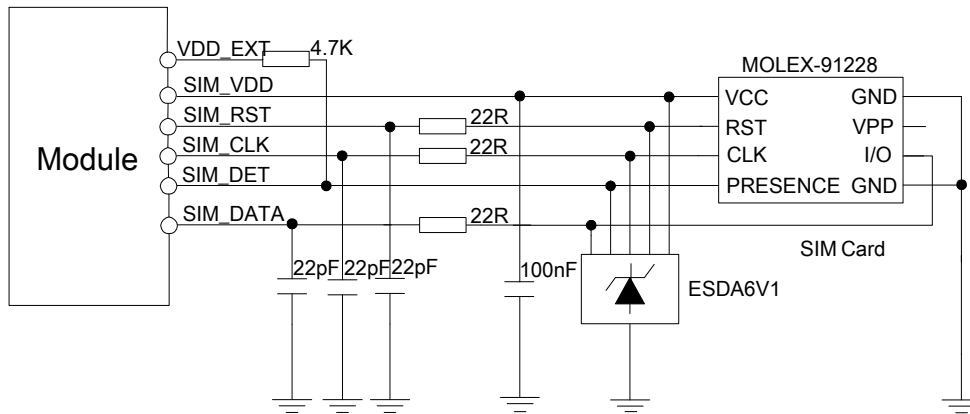 VDD_EXT 4.7K
MOLEX-91228
SIM_VDD
VCC GND
SIM_RST 22R
RST VPP
SIM_CLK 22R
CLK I/O
Module
SIM_DET
PRESENCE GND
SIM_DATA 22R
SIM Card
22pF 22pF 22pF 100nF
ESDA6V1